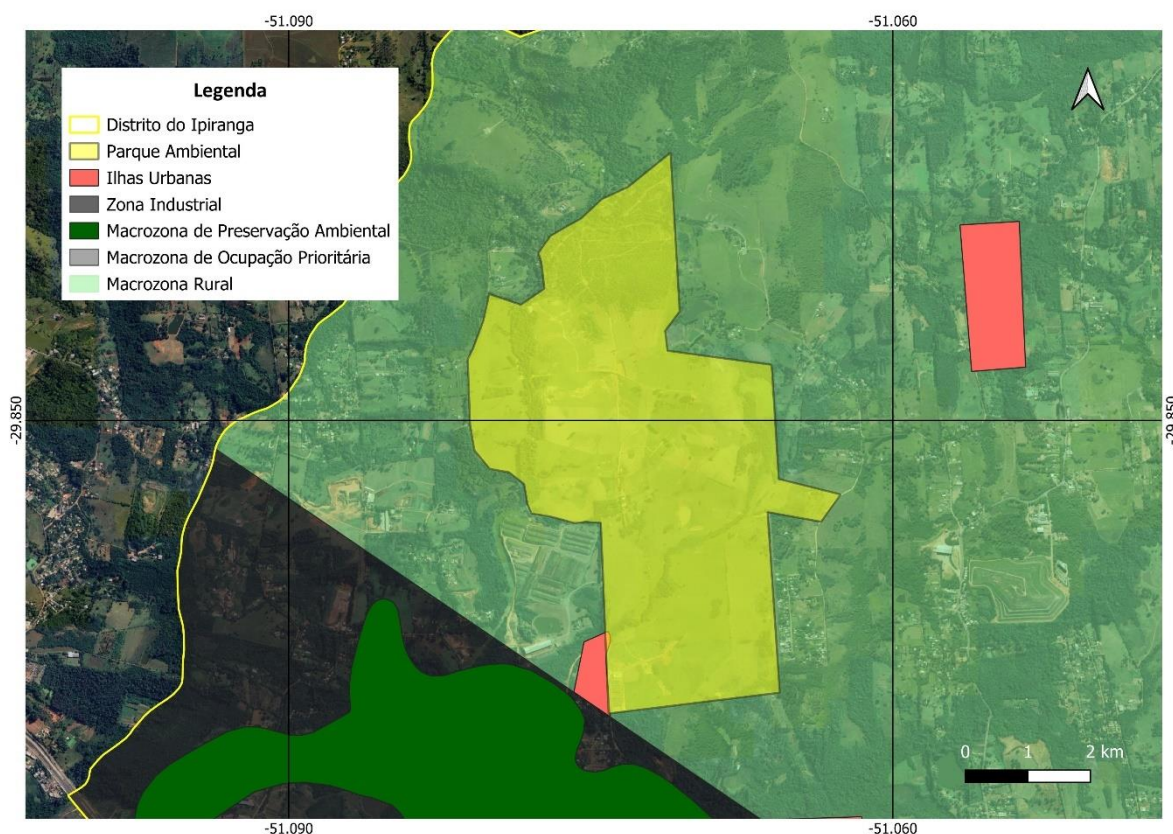 -51.090
-51.060
Legenda
Distrito do Ipiranga
Parque Ambiental
Ilhas Urbanas
Zona Industrial
Macrozona de Preservação Ambiental
Macrozona de Ocupação Prioritária
Macrozona Rural
-29.850
-29.850
0 1 2 km
-51.090
-51.060